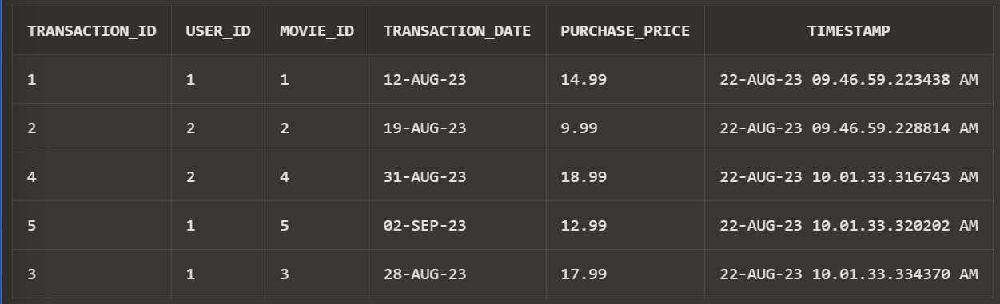 TRANSACTION_ID USER_ID MOVIE_ID TRANSACTION_DATE PURCHASE_PRICE TIMESTAMP
1 1 1 12-AUG-23 14.99 22-AUG-23 09.46.59.223438 AM
2 2 2 19-AUG-23 9.99 22-AUG-23 09.46.59.228814 AM
4 2 4 31-AUG-23 18.99 22-AUG-23 10.01.33.316743 AM
5 1 5 02-SEP-23 12.99 22-AUG-23 10.01.33.320202 AM
3 1 3 28-AUG-23 17.99 22-AUG-23 10.01.33.334370 AM